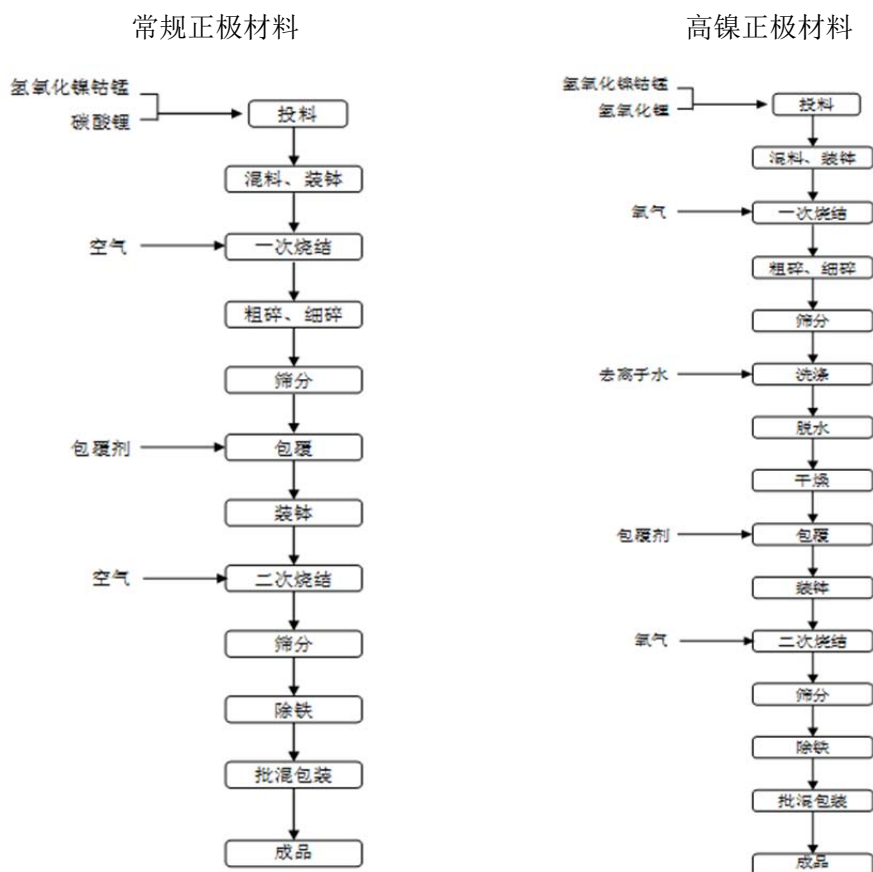 常规正极材料
氢氧化镍钴锰
碳酸锂
投料
混料、装钵
空气
一次烧结
粗碎、细碎
筛分
包覆剂
包覆
装钵
空气
二次烧结
筛分
除铁
批混包装
成品
高镍正极材料
氢氧化镍钴锰
氢氧化锂
投料
混料、装钵
氧气
一次烧结
粗碎、细碎
筛分
去离子水
洗涤
脱水
干燥
包覆剂
包覆
装钵
氧气
二次烧结
筛分
除铁
批混包装
成品